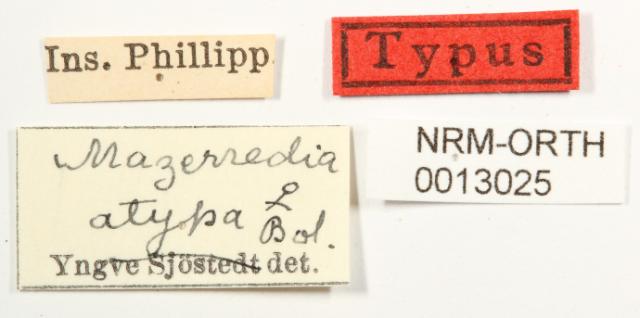 Ins. Phillipp.
Typus
Mazerredia
atypa L
Bol.
Yngve Sjöstedt det.
NRM-ORTH
0013025